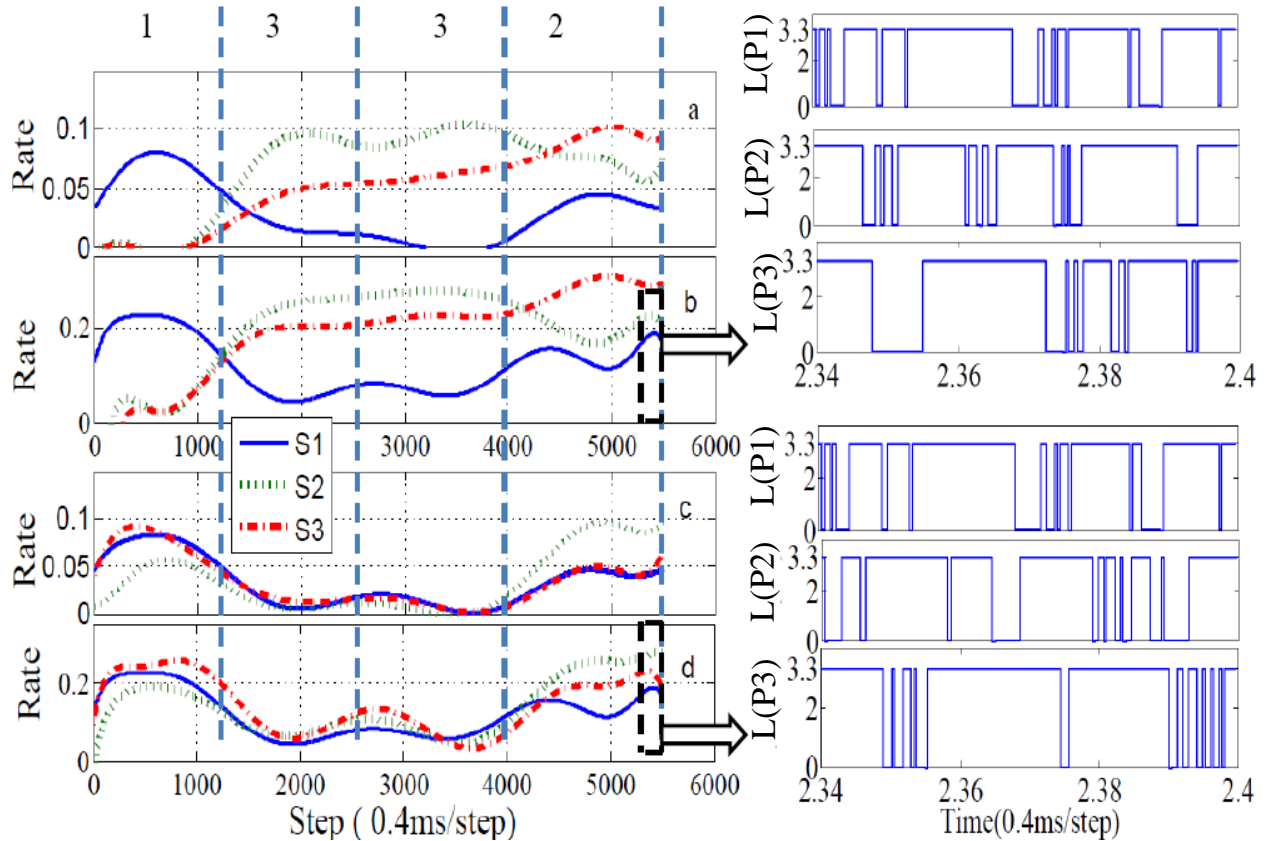 1 3 3 2
a
Rate
0.1
0.05
0
b
Rate
0.2
0
0 1000 2000 3000 4000 5000 6000
S1
S2
S3
c
Rate
0.1
0.05
0
d
Rate
0.2
0
0 1000 2000 3000 4000 5000 6000
Step ( 0.4ms/step)
L(P1)
3.3
2
0
L(P2)
3.3
2
0
L(P3)
3.3
2
0
2.34 2.36 2.38 2.4
L(P1)
3.3
2
0
L(P2)
3.3
2
0
L(P3)
3.3
2
0
2.34 2.36 2.38 2.4
Time(0.4ms/step)